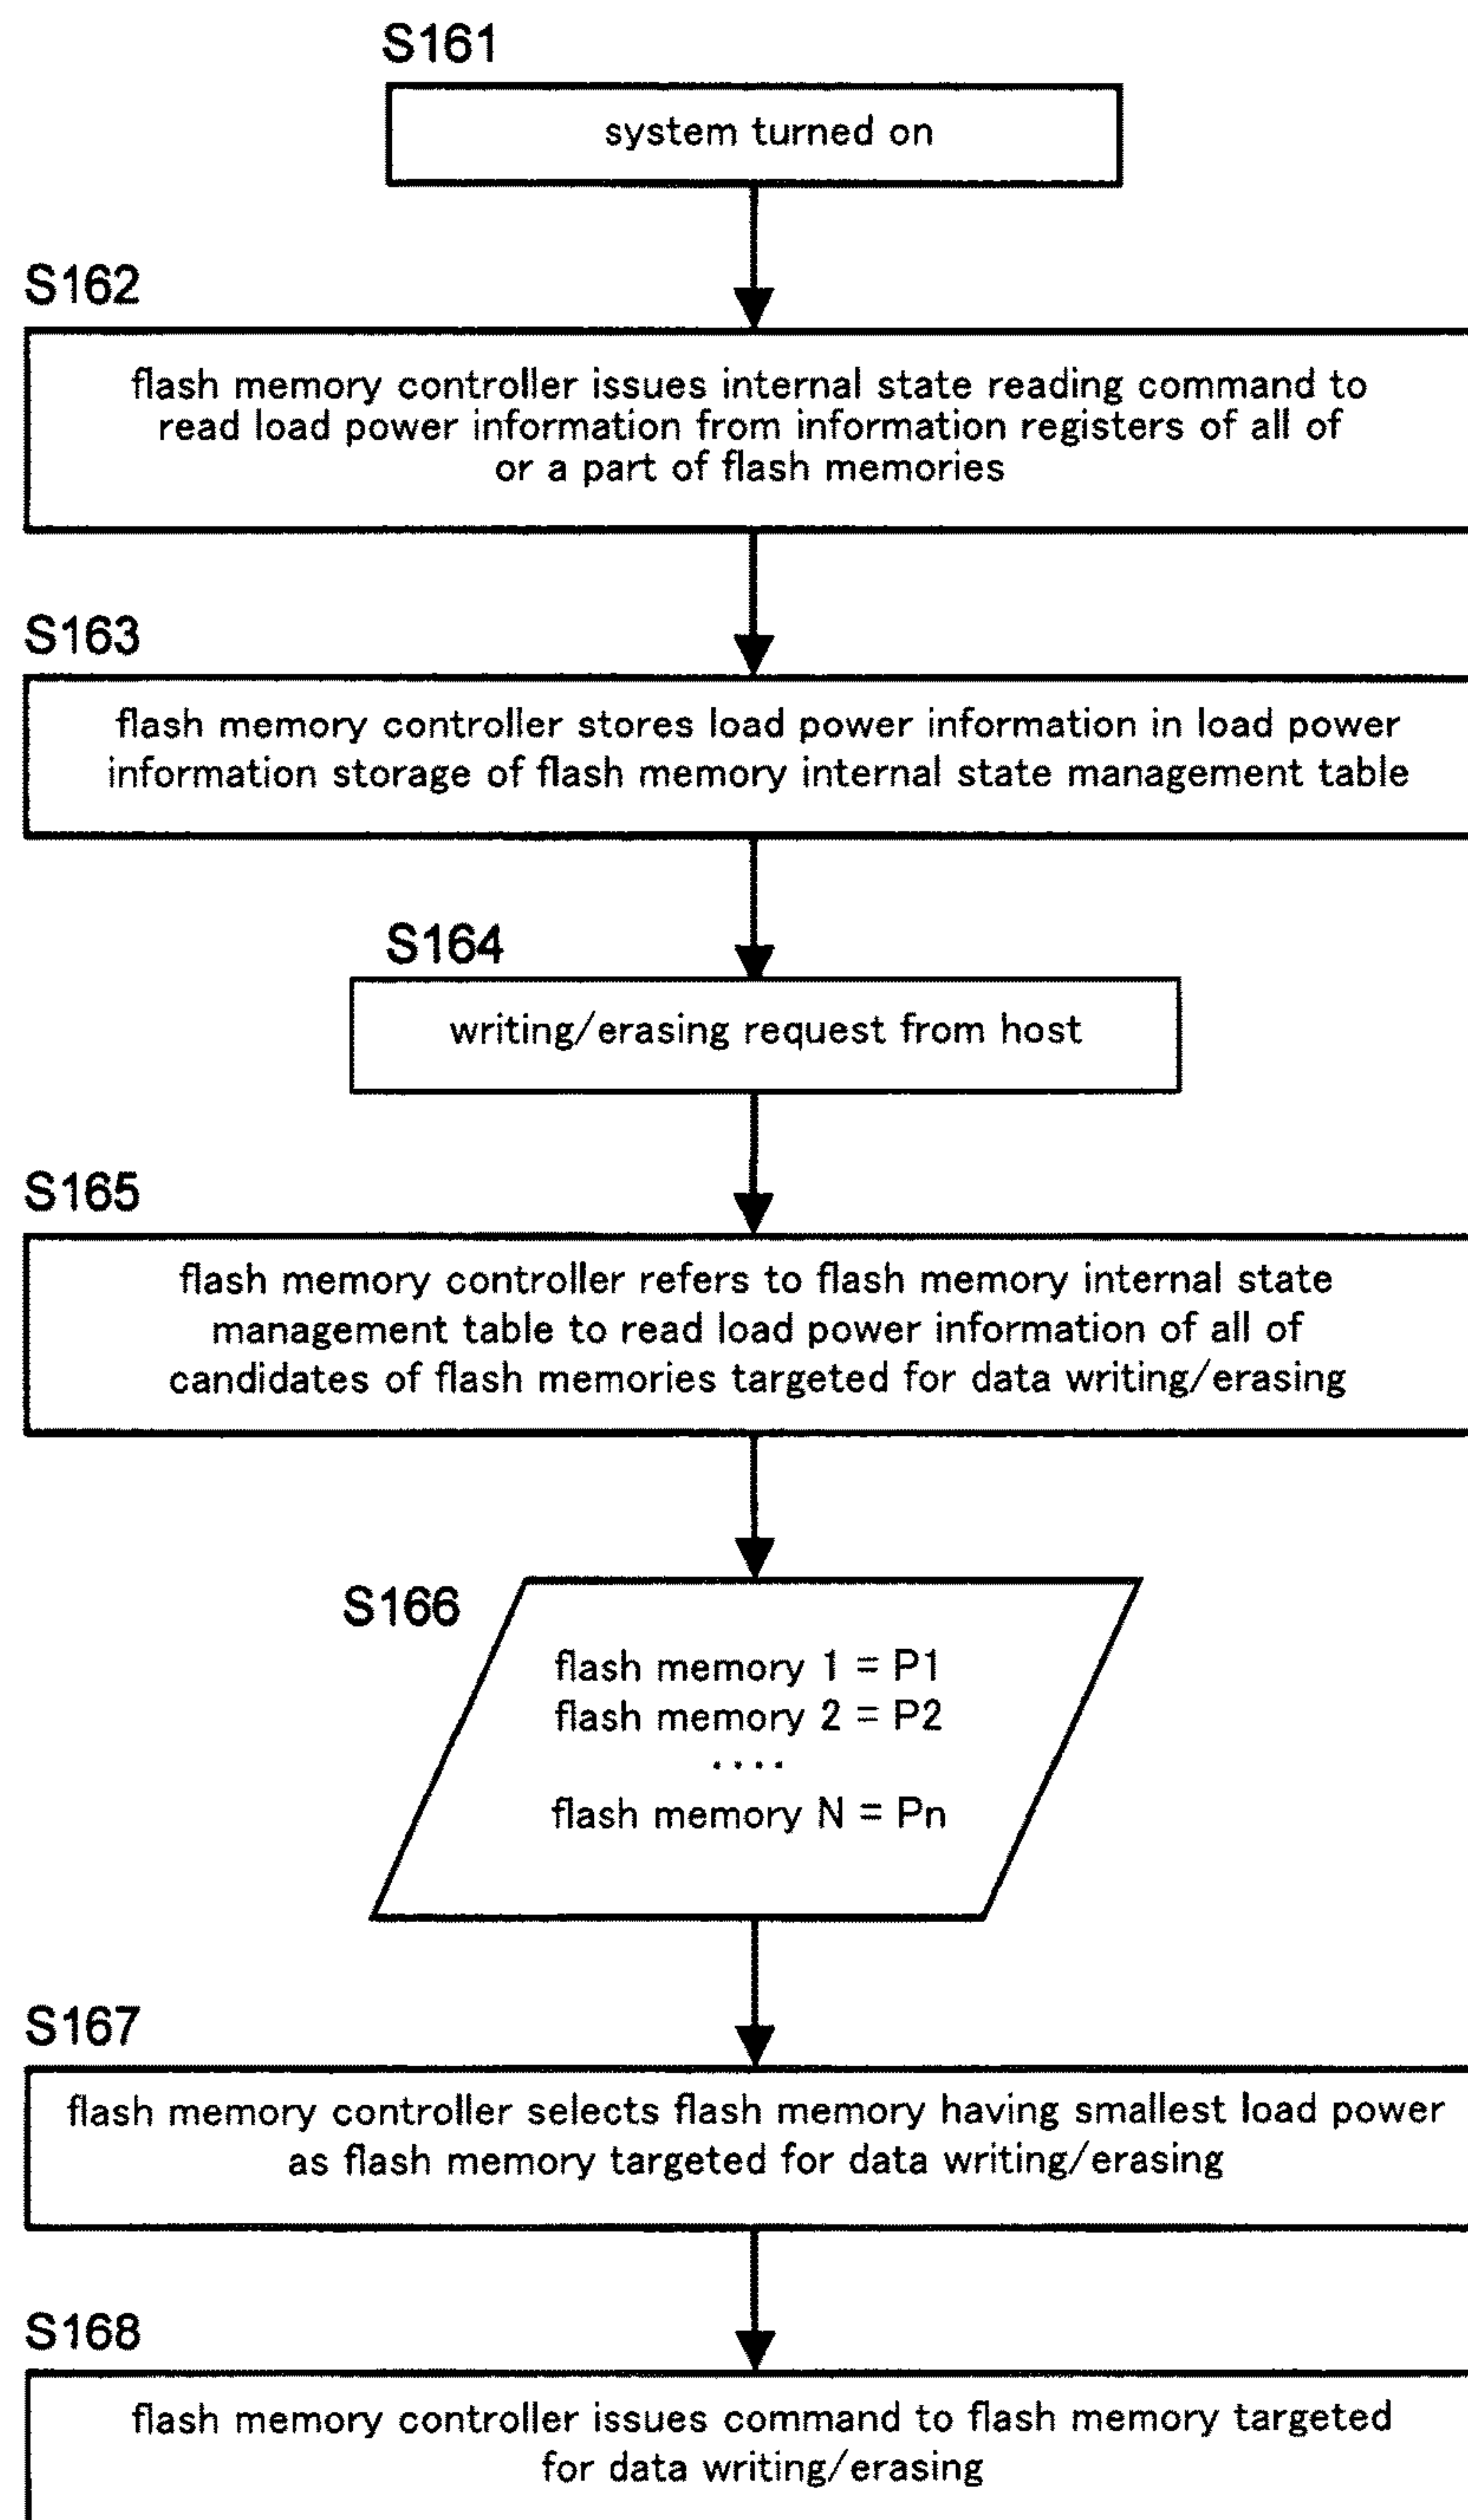 S161
system turned on
S162
flash memory controller issues internal state reading command to
read load power information from information registers of all of
or a part of flash memories
S163
flash memory controller stores load power information in load power
information storage of flash memory internal state management table
S164
writing/erasing request from host
S165
flash memory controller refers to flash memory internal state
management table to read load power information of all of
candidates of flash memories targeted for data writing/erasing
S166
flash memory 1 = P1
flash memory 2 = P2
....
flash memory N = Pn
S167
flash memory controller selects flash memory having smallest load power
as flash memory targeted for data writing/erasing
S168
flash memory controller issues command to flash memory targeted
for data writing/erasing